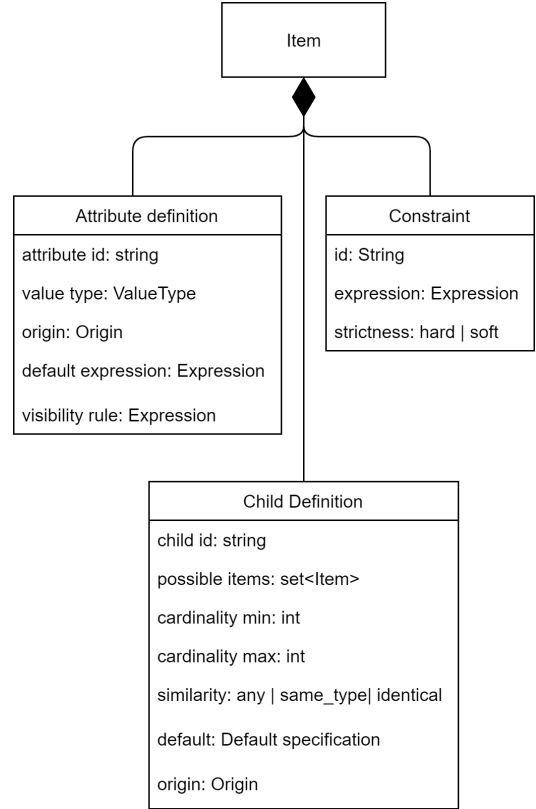 Item
Attribute definition
attribute id: string
value type: ValueType
origin: Origin
default expression: Expression
visibility rule: Expression
Constraint
id: String
expression: Expression
strictness: hard | soft
Child Definition
child id: string
possible items: set<Item>
cardinality min: int
cardinality max: int
similarity: any | same_type| identical
default: Default specification
origin: Origin